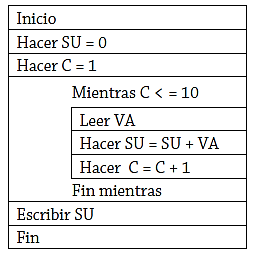 Inicio
Hacer SU = 0
Hacer C = 1
Mientras C < = 10
Leer VA
Hacer SU = SU + VA
Hacer C = C + 1
Fin mientras
Escribir SU
Fin